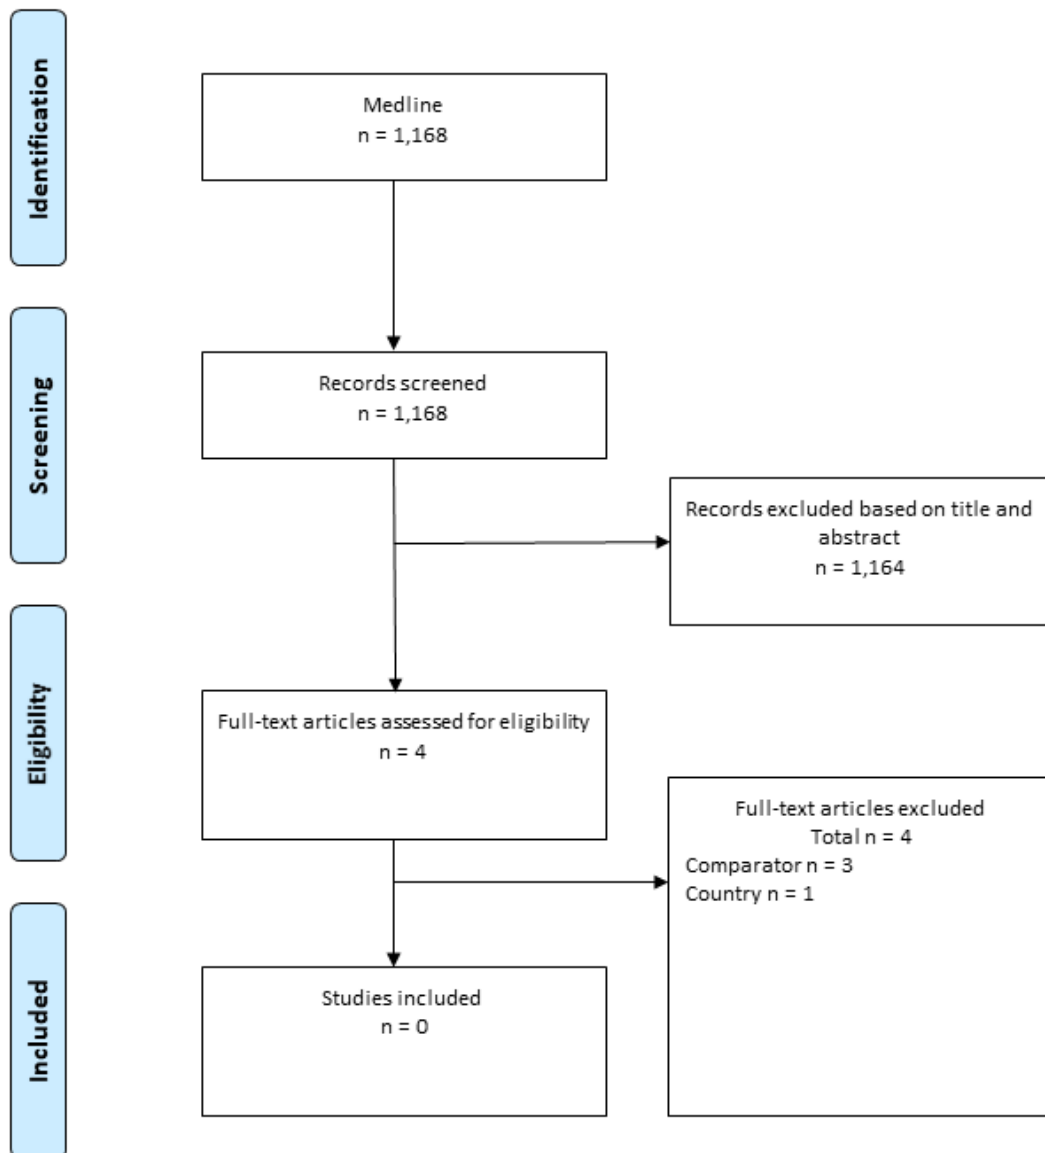 Identification
Medline
n = 1,168
Screening
Records screened
n = 1,168
Records excluded based on title and
abstract
n = 1,164
Eligibility
Full-text articles assessed for eligibility
n = 4
Full-text articles excluded
Total n = 4
Comparator n = 3
Country n = 1
Included
Studies included
n = 0